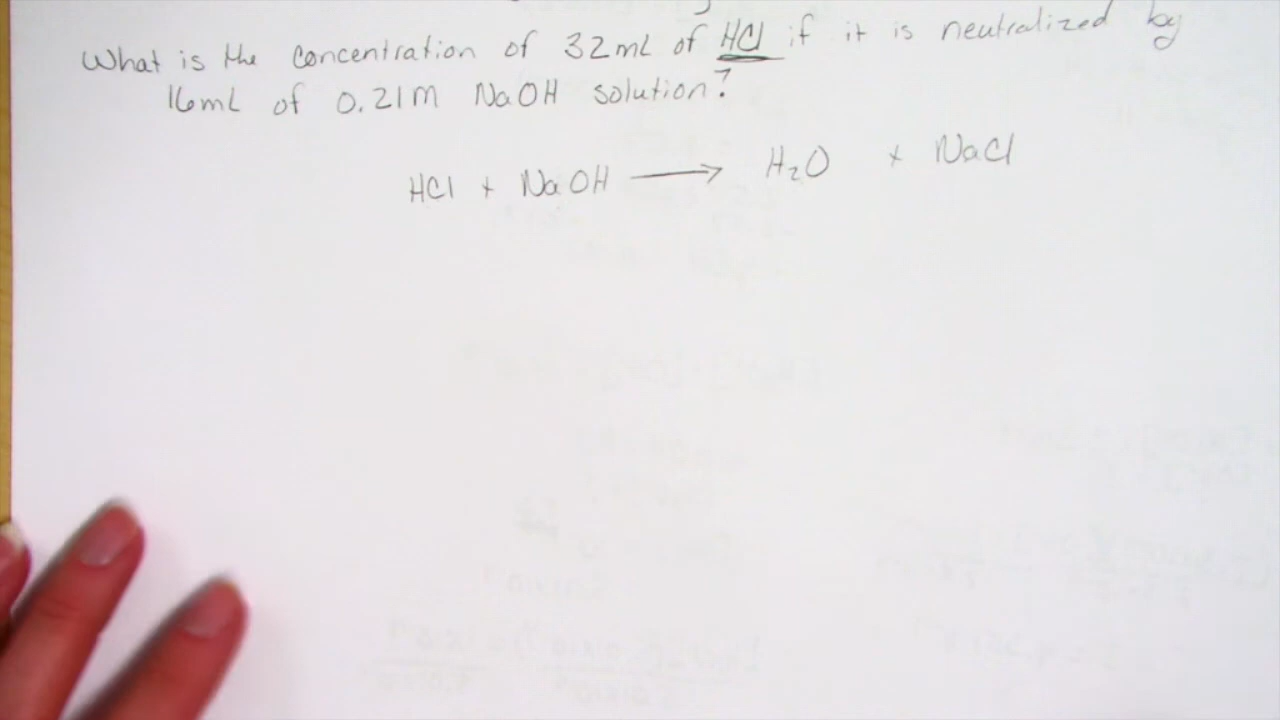 What is the concentration of 32mL of HCl if it is neutralized by
16mL of 0.21M NaOH solution?
HCl + NaOH ⟶ H₂O + NaCl